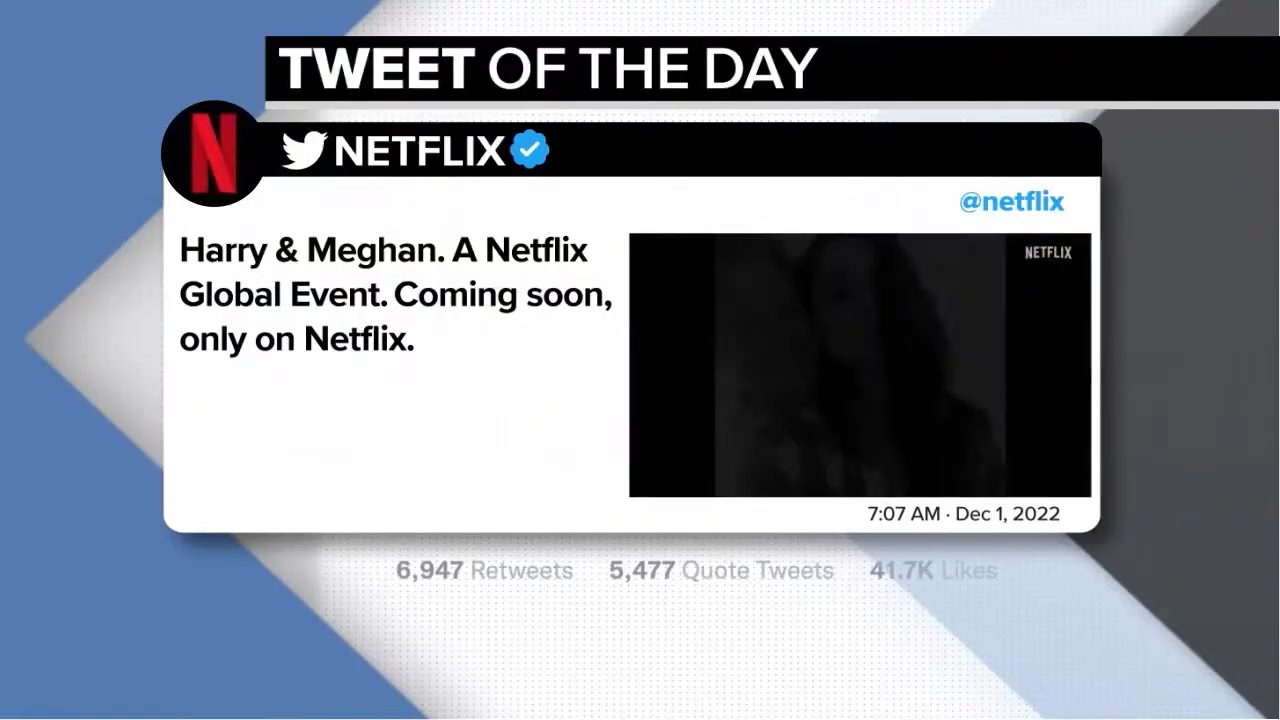 TWEET OF THE DAY
N
NETFLIX
@netflix
Harry & Meghan. A Netflix
Global Event. Coming soon,
only on Netflix.
NETFLIX
7:07 AM · Dec 1, 2022
6,947 Retweets 5,477 Quote Tweets 41.7K Likes